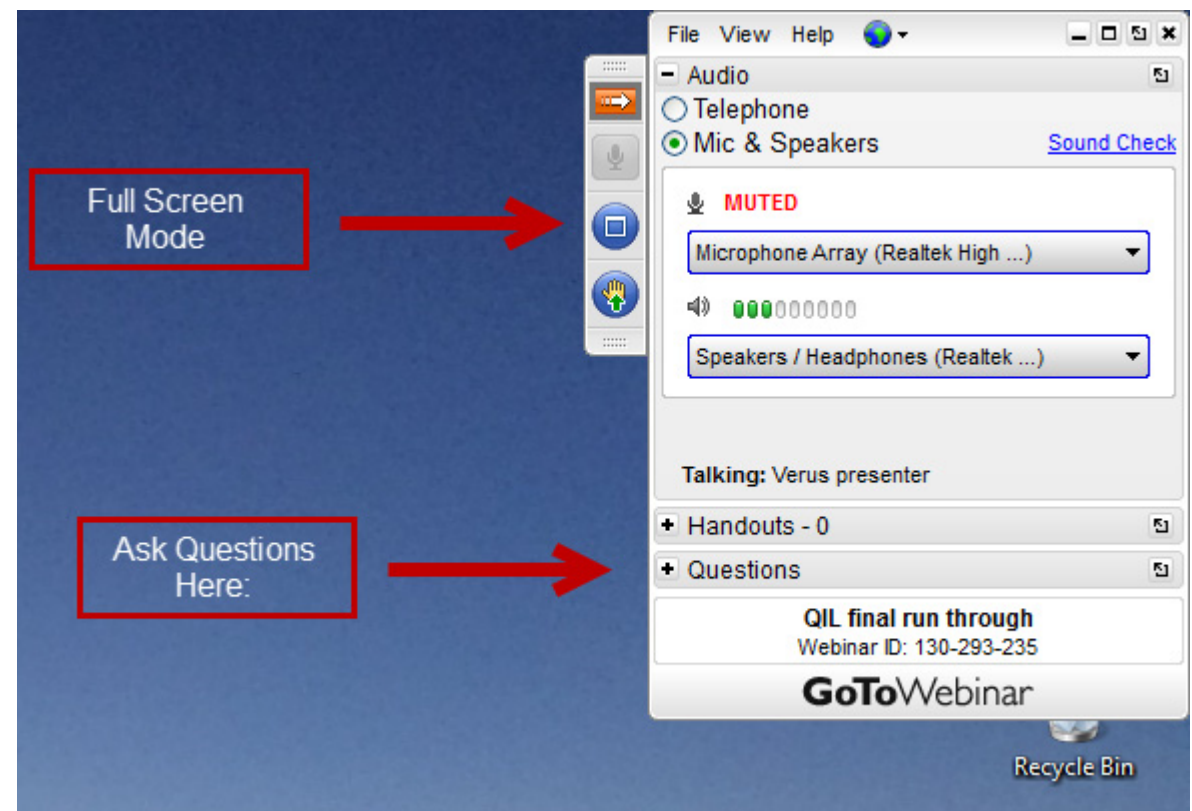 File View Help
Audio
Telephone
Mic & Speakers Sound Check
MUTED
Microphone Array (Realtek High ...)
Speakers / Headphones (Realtek ...)
Talking: Verus presenter
Handouts - 0
Questions
QIL final run through
Webinar ID: 130-293-235
GoToWebinar
Full Screen
Mode
Ask Questions
Here:
Recycle Bin